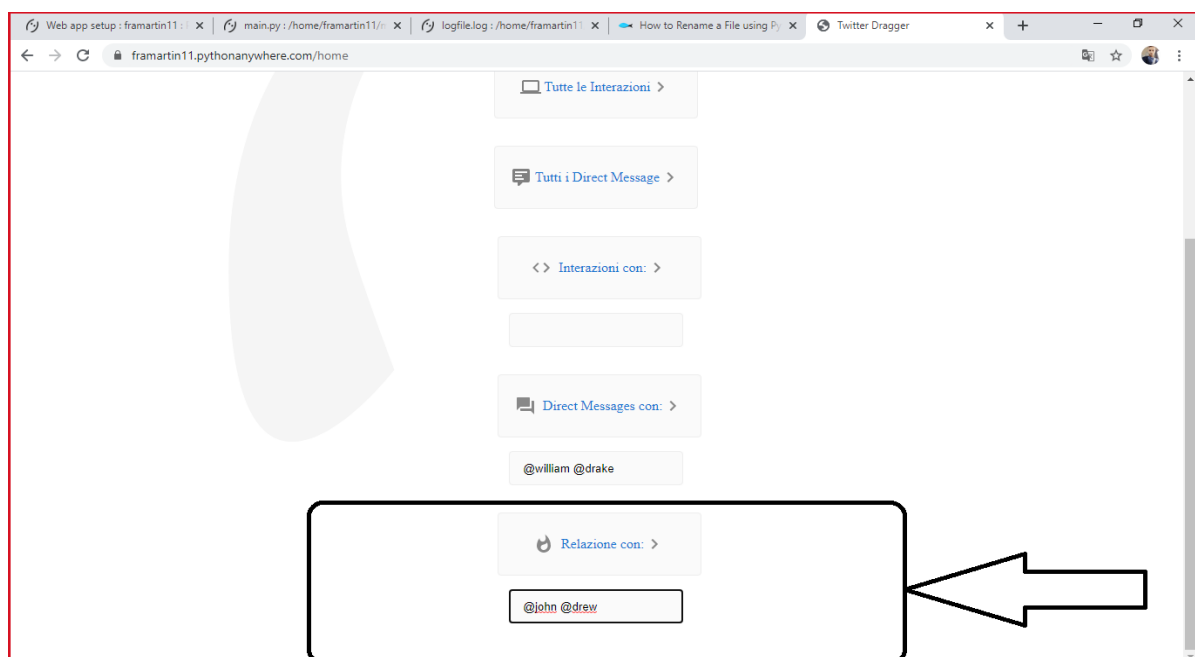 Web app setup : framartin11 :
main.py : /home/framartin11/
logfile.log : /home/framartin11
How to Rename a File using Py
Twitter Dragger
framartin11.pythonanywhere.com/home
Tutte le Interazioni
Tutti i Direct Message
Interazioni con:
Direct Messages con:
@william @drake
Relazione con:
@john @drew